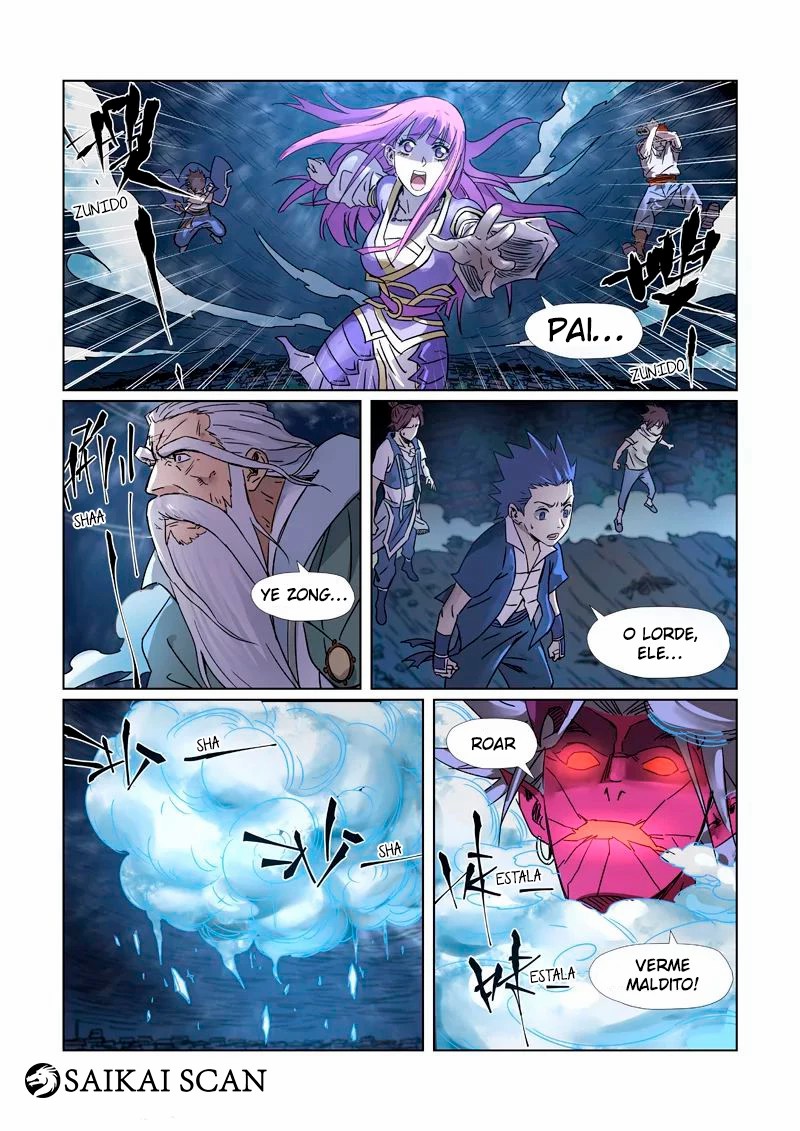 ZUNIDO
PAI...
ZUNIDO
SHAA
YE ZONG...
O LORDE,
ELE...
SHA
SHA
ROAR
ESTALA
ESTALA
VERME
MALDITO!
SAIKAI SCAN